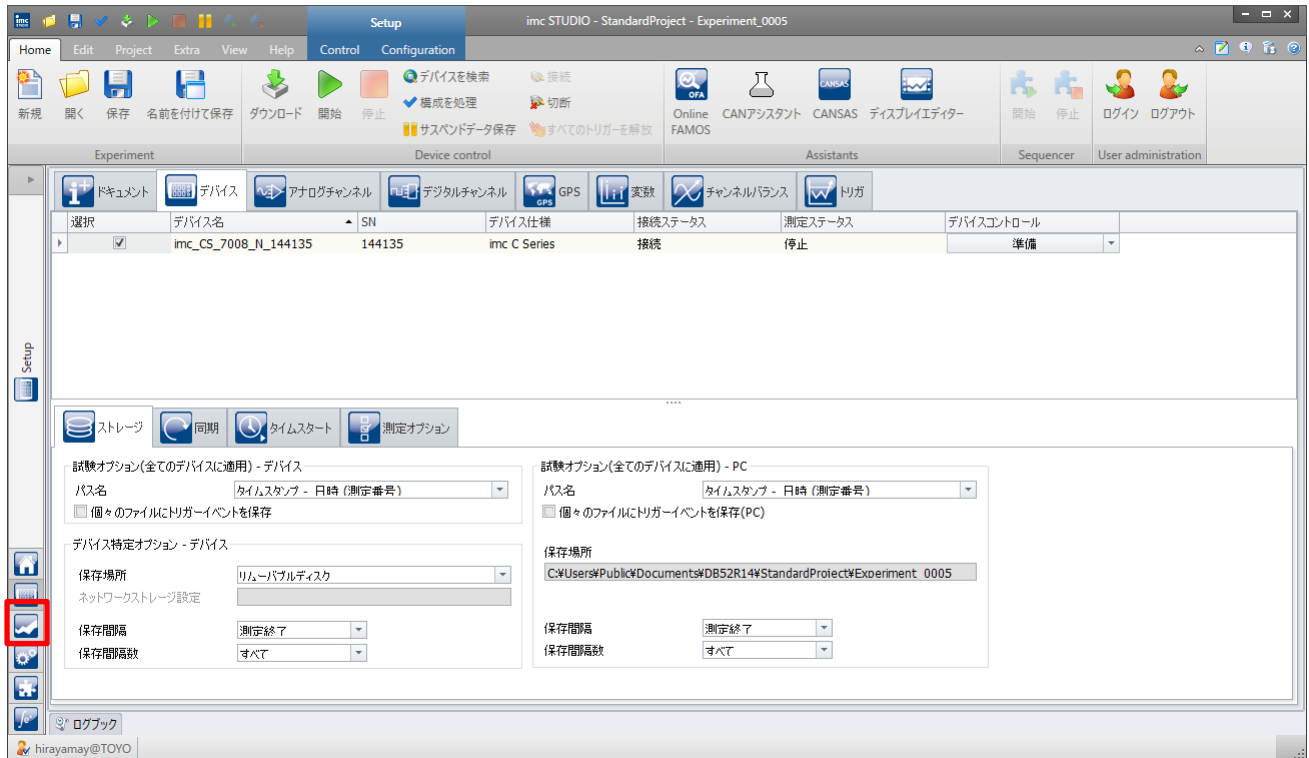 imc STUDIO
Setup
imc STUDIO - StandardProject - Experiment_0005
Home Edit Project Extra View Help Control Configuration
新規
開く
保存
名前を付けて保存
Experiment
ダウンロード
開始
停止
デバイスを検索
構成を処理
サスペンドデータ保存
接続
切断
すべてのトリガーを解放
Device control
OFA
Online FAMOS
CANアシスタント
CANSAS
CANSAS
ディスプレイエディター
Assistants
開始
停止
Sequencer
ログイン
ログアウト
User administration
Setup
ドキュメント デバイス アナログチャンネル デジタルチャンネル GPS GPS 変数 チャンネルバランス トリガ
選択 デバイス名 SN デバイス仕様 接続ステータス 測定ステータス デバイスコントロール
imc_CS_7008_N_144135 144135 imc C Series 接続 停止 準備
ストレージ 同期 タイムスタート 測定オプション
試験オプション(全てのデバイスに適用) - デバイス
パス名 タイムスタンプ - 日時 (測定番号)
個々のファイルにトリガーイベントを保存
デバイス特定オプション - デバイス
保存場所 リムーバブルディスク
ネットワークストレージ設定
保存間隔 測定終了
保存間隔数 すべて
試験オプション(全てのデバイスに適用) - PC
パス名 タイムスタンプ - 日時 (測定番号)
個々のファイルにトリガーイベントを保存(PC)
保存場所
C:¥Users¥Public¥Documents¥DB52R14¥StandardProject¥Experiment_0005
保存間隔 測定終了
保存間隔数 すべて
ログブック
hirayamay@TOYO